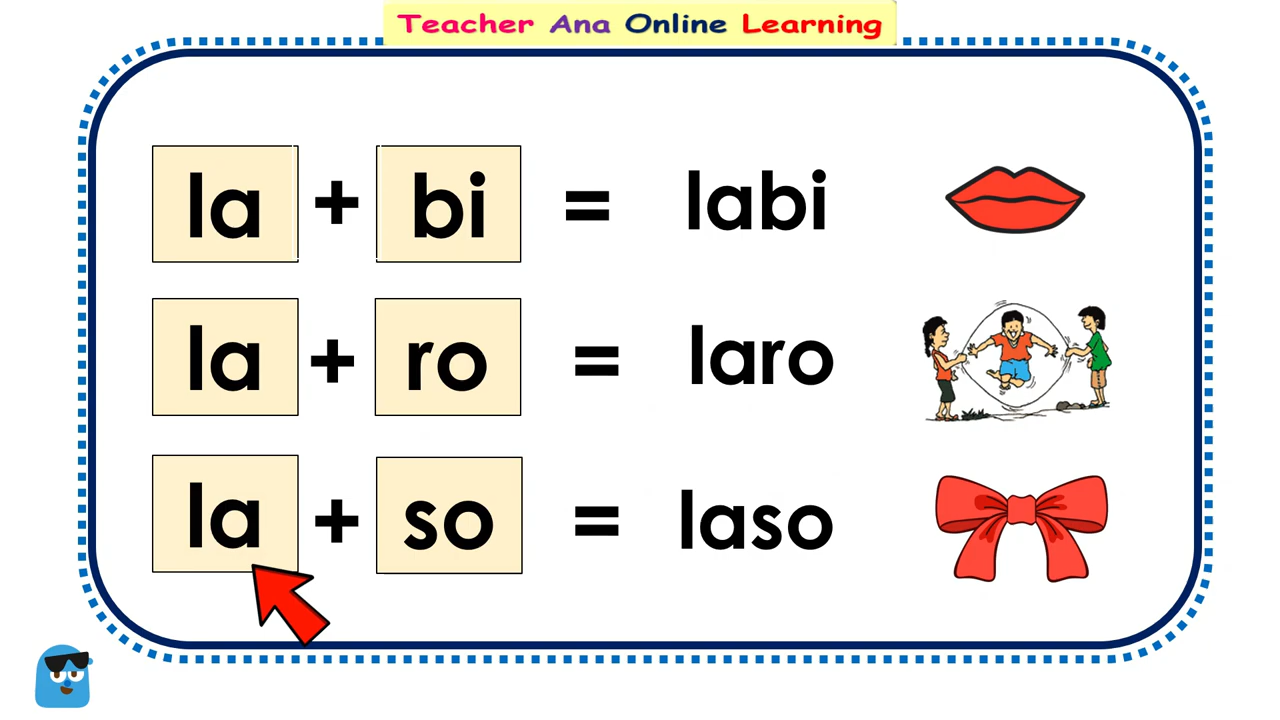 Teacher Ana Online Learning
la + bi = labi
la + ro = laro
la + so = laso